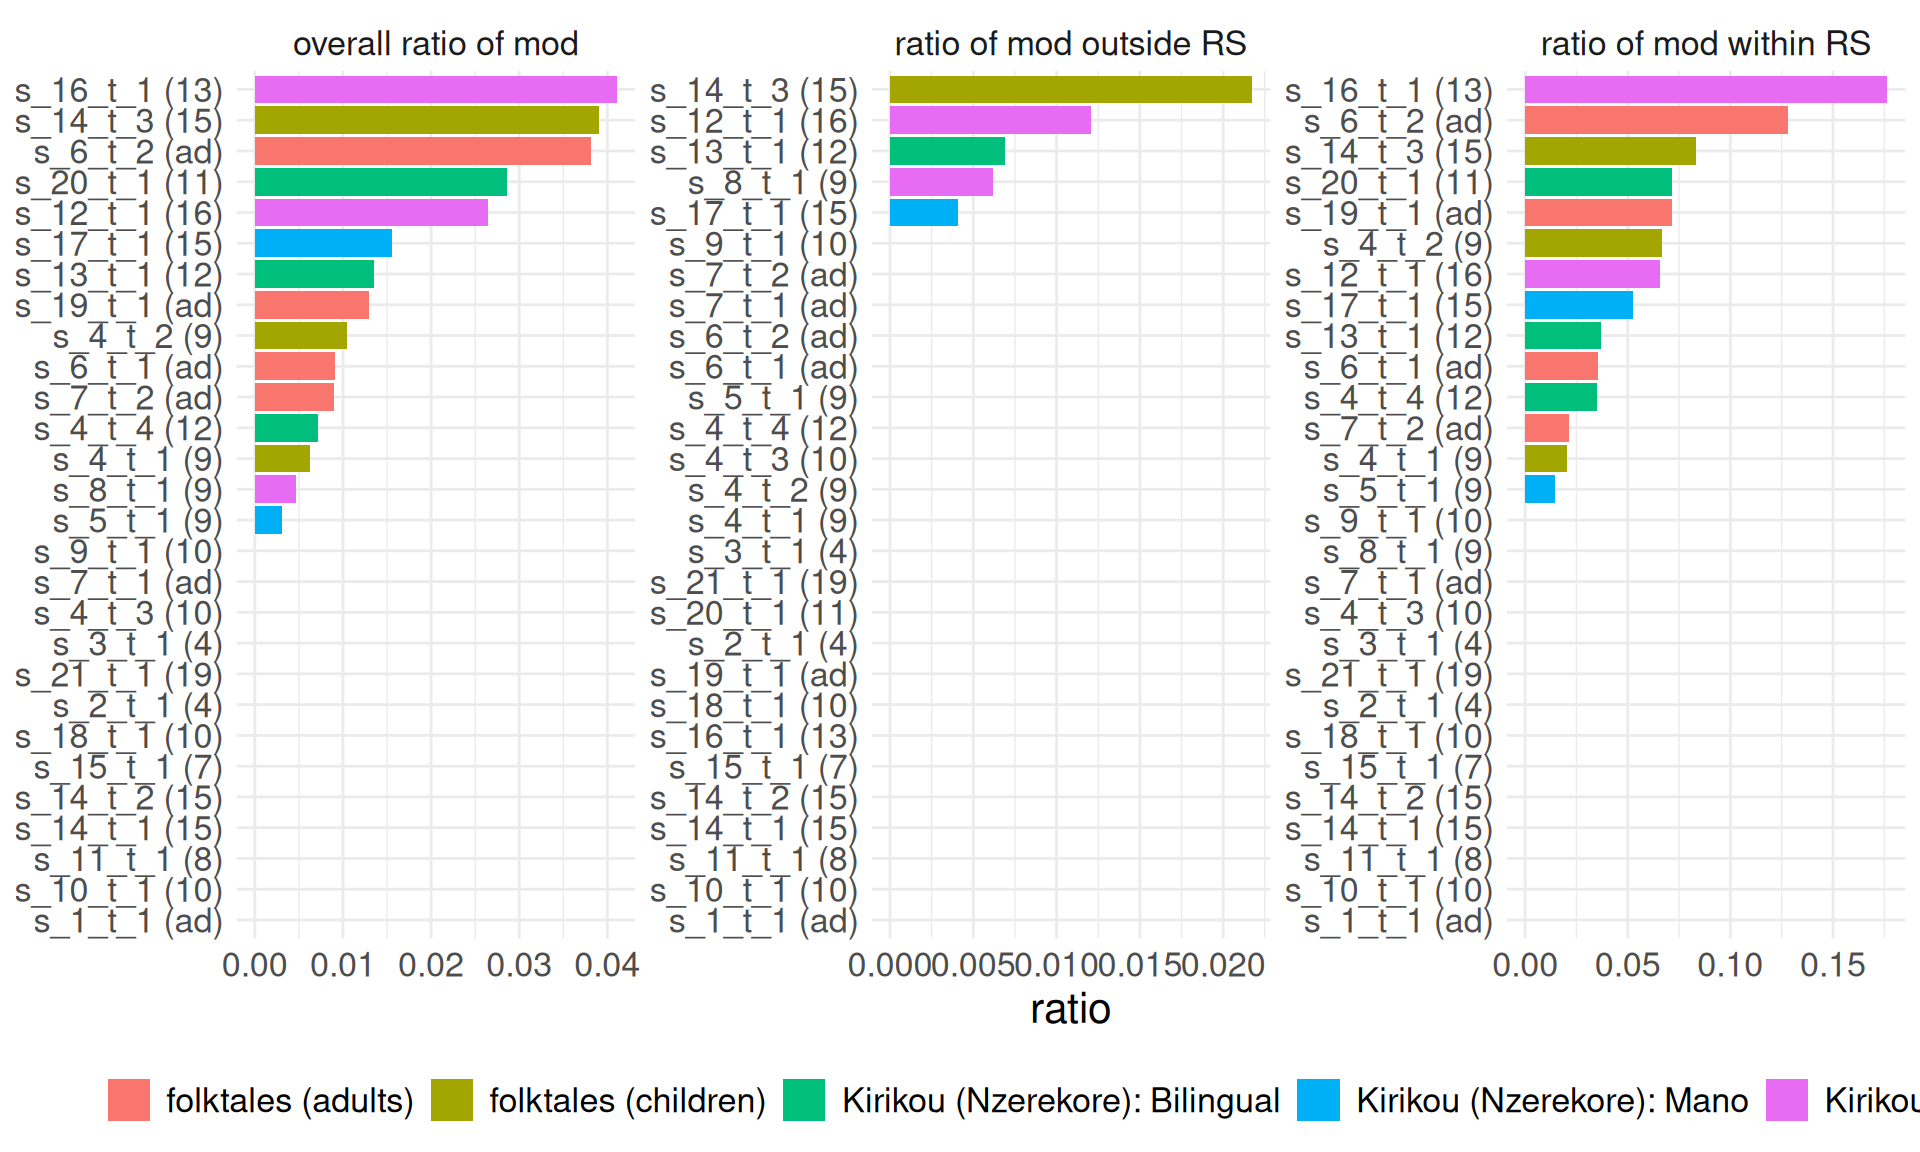 overall ratio of mod
s_16_t_1 (13)
s_14_t_3 (15)
s_6_t_2 (ad)
s_20_t_1 (11)
s_12_t_1 (16)
s_17_t_1 (15)
s_13_t_1 (12)
s_19_t_1 (ad)
s_4_t_2 (9)
s_6_t_1 (ad)
s_7_t_2 (ad)
s_4_t_4 (12)
s_4_t_1 (9)
s_8_t_1 (9)
s_5_t_1 (9)
s_9_t_1 (10)
s_7_t_1 (ad)
s_4_t_3 (10)
s_3_t_1 (4)
s_21_t_1 (19)
s_2_t_1 (4)
s_18_t_1 (10)
s_15_t_1 (7)
s_14_t_2 (15)
s_14_t_1 (15)
s_11_t_1 (8)
s_10_t_1 (10)
s_1_t_1 (ad)
0.00 0.01 0.02 0.03 0.04
ratio of mod outside RS
s_14_t_3 (15)
s_12_t_1 (16)
s_13_t_1 (12)
s_8_t_1 (9)
s_17_t_1 (15)
s_9_t_1 (10)
s_7_t_2 (ad)
s_7_t_1 (ad)
s_6_t_2 (ad)
s_6_t_1 (ad)
s_5_t_1 (9)
s_4_t_4 (12)
s_4_t_3 (10)
s_4_t_2 (9)
s_4_t_1 (9)
s_3_t_1 (4)
s_21_t_1 (19)
s_20_t_1 (11)
s_2_t_1 (4)
s_19_t_1 (ad)
s_18_t_1 (10)
s_16_t_1 (13)
s_15_t_1 (7)
s_14_t_2 (15)
s_14_t_1 (15)
s_11_t_1 (8)
s_10_t_1 (10)
s_1_t_1 (ad)
0.000 0.005 0.010 0.015 0.020
ratio of mod within RS
s_16_t_1 (13)
s_6_t_2 (ad)
s_14_t_3 (15)
s_20_t_1 (11)
s_19_t_1 (ad)
s_4_t_2 (9)
s_12_t_1 (16)
s_17_t_1 (15)
s_13_t_1 (12)
s_6_t_1 (ad)
s_4_t_4 (12)
s_7_t_2 (ad)
s_4_t_1 (9)
s_5_t_1 (9)
s_9_t_1 (10)
s_8_t_1 (9)
s_7_t_1 (ad)
s_4_t_3 (10)
s_3_t_1 (4)
s_21_t_1 (19)
s_2_t_1 (4)
s_18_t_1 (10)
s_15_t_1 (7)
s_14_t_2 (15)
s_14_t_1 (15)
s_11_t_1 (8)
s_10_t_1 (10)
s_1_t_1 (ad)
0.00 0.05 0.10 0.15
ratio
folktales (adults)
folktales (children)
Kirikou (Nzerekore): Bilingual
Kirikou (Nzerekore): Mano